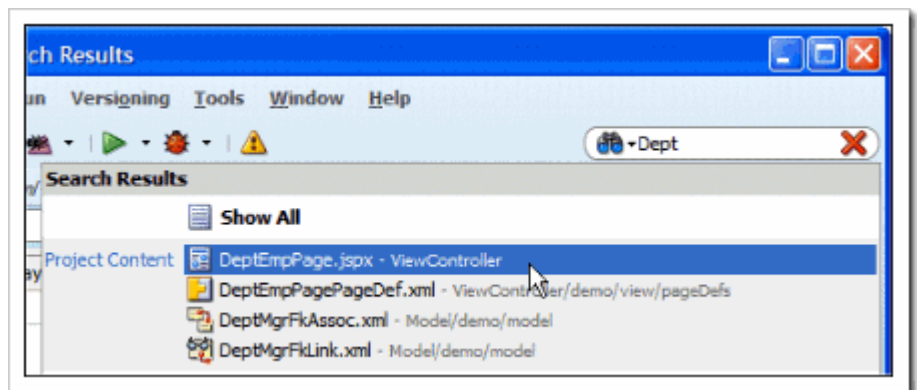 ch Results
un Versioning Tools Window Help
Dept
Search Results
Show All
Project Content DeptEmpPage.jspx - ViewController
DeptEmpPagePageDef.xml - ViewController/demo/view/pageDefs
DeptMgrFkAssoc.xml - Model/demo/model
DeptMgrFkLink.xml - Model/demo/model